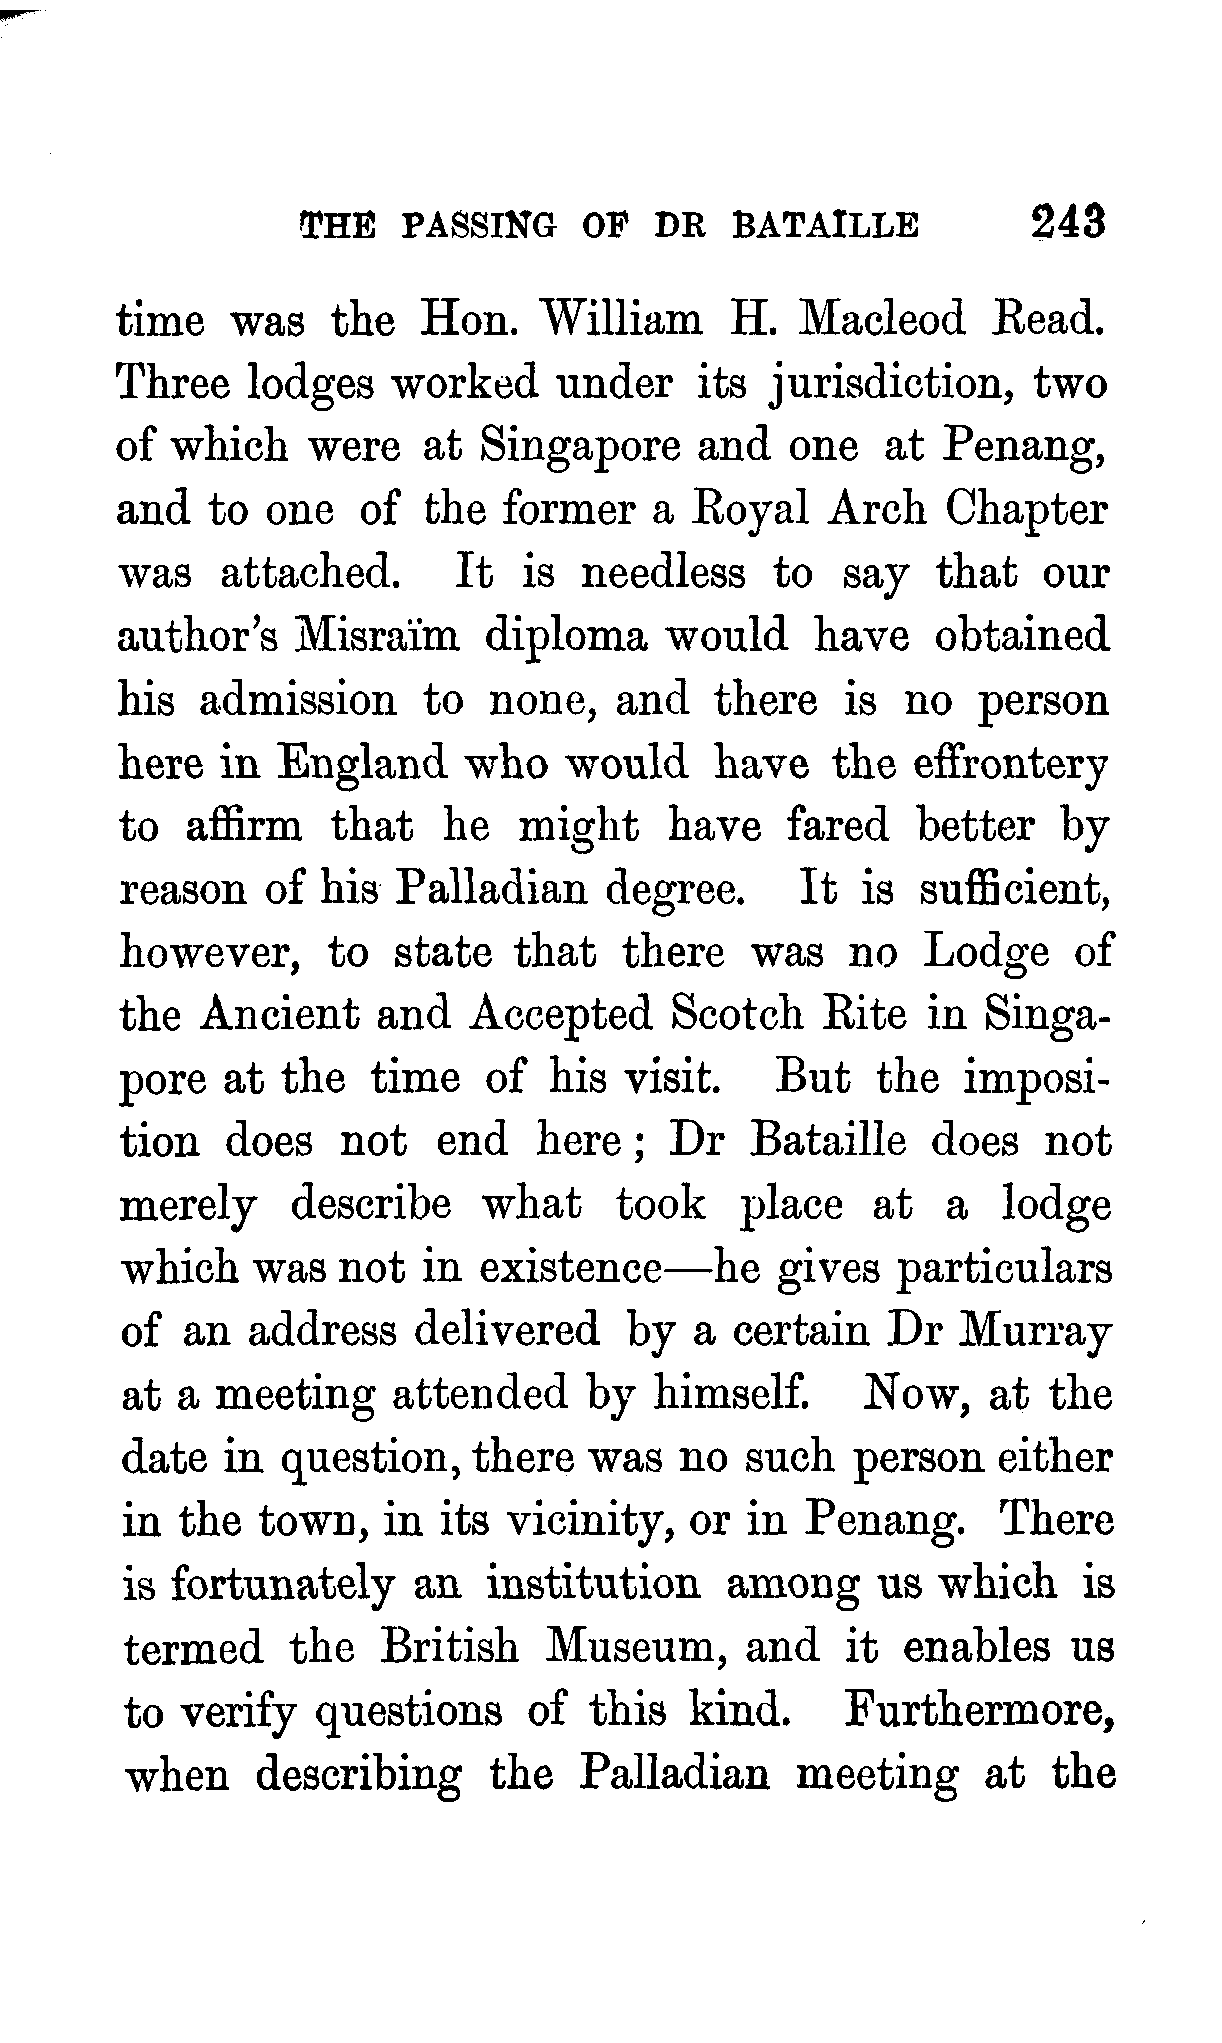 THE PASSING OF DR BATAILLE 243
time was the Hon. William H. Macleod Read.
Three lodges worked under its jurisdiction, two
of which were at Singapore and one at Penang,
and to one of the former a Royal Arch Chapter
was attached. It is needless to say that our
author's Misraïm diploma would have obtained
his admission to none, and there is no person
here in England who would have the effrontery
to affirm that he might have fared better by
reason of his Palladian degree. It is sufficient,
however, to state that there was no Lodge of
the Ancient and Accepted Scotch Rite in Singa-
pore at the time of his visit. But the imposi-
tion does not end here ; Dr Bataille does not
merely describe what took place at a lodge
which was not in existence—he gives particulars
of an address delivered by a certain Dr Murray
at a meeting attended by himself. Now, at the
date in question, there was no such person either
in the town, in its vicinity, or in Penang. There
is fortunately an institution among us which is
termed the British Museum, and it enables us
to verify questions of this kind. Furthermore,
when describing the Palladian meeting at the